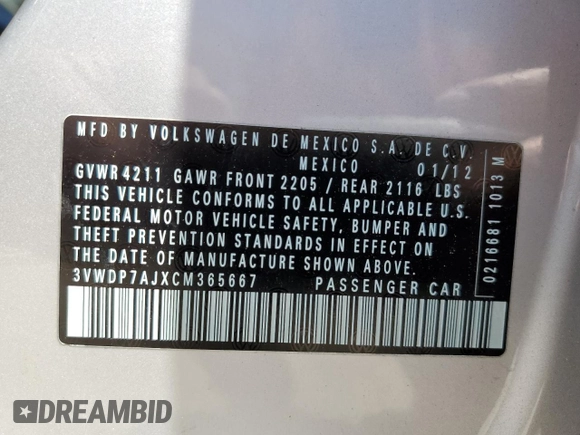 MFD BY VOLKSWAGEN DE MEXICO S.A. DE C.V.
MEXICO 01/12
GVWR 4211 GAWR FRONT 2205 / REAR 2116 LBS
THIS VEHICLE CONFORMS TO ALL APPLICABLE U.S.
FEDERAL MOTOR VEHICLE SAFETY, BUMPER AND
THEFT PREVENTION STANDARDS IN EFFECT ON
THE DATE OF MANUFACTURE SHOWN ABOVE.
3VWDP7AJXCM365667 PASSENGER CAR
0216681 1013 M
DREAMBID